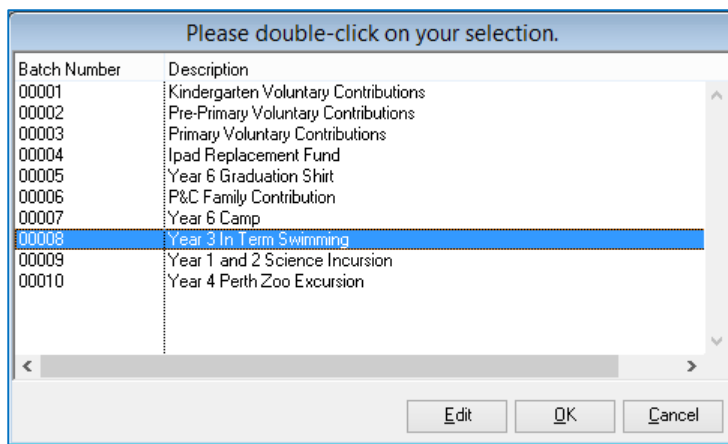 Please double-click on your selection.
Batch Number Description
00001 Kindergarten Voluntary Contributions
00002 Pre-Primary Voluntary Contributions
00003 Primary Voluntary Contributions
00004 Ipad Replacement Fund
00005 Year 6 Graduation Shirt
00006 P&C Family Contribution
00007 Year 6 Camp
00008 Year 3 In Term Swimming
00009 Year 1 and 2 Science Incursion
00010 Year 4 Perth Zoo Excursion
Edit OK Cancel